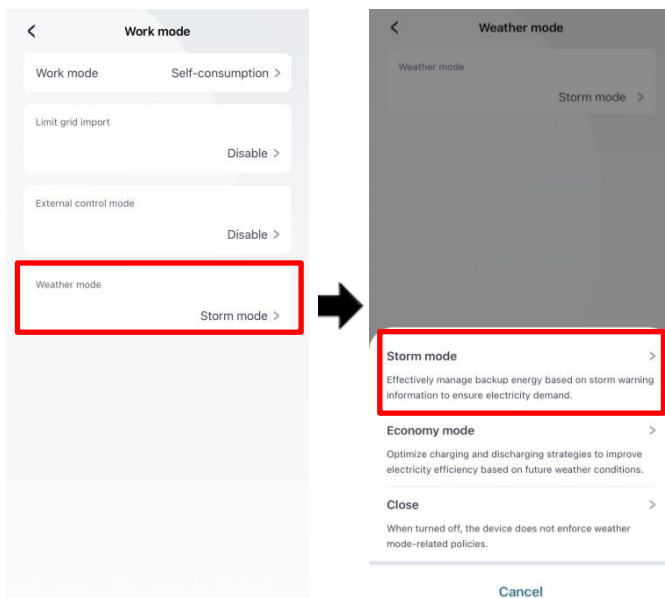 Work mode
Work mode Self-consumption >
Limit grid import
Disable >
External control mode
Disable >
Weather mode
Storm mode >
Weather mode
Weather mode
Storm mode >
Storm mode >
Effectively manage backup energy based on storm warning
information to ensure electricity demand.
Economy mode >
Optimize charging and discharging strategies to improve
electricity efficiency based on future weather conditions.
Close >
When turned off, the device does not enforce weather
mode-related policies.
Cancel